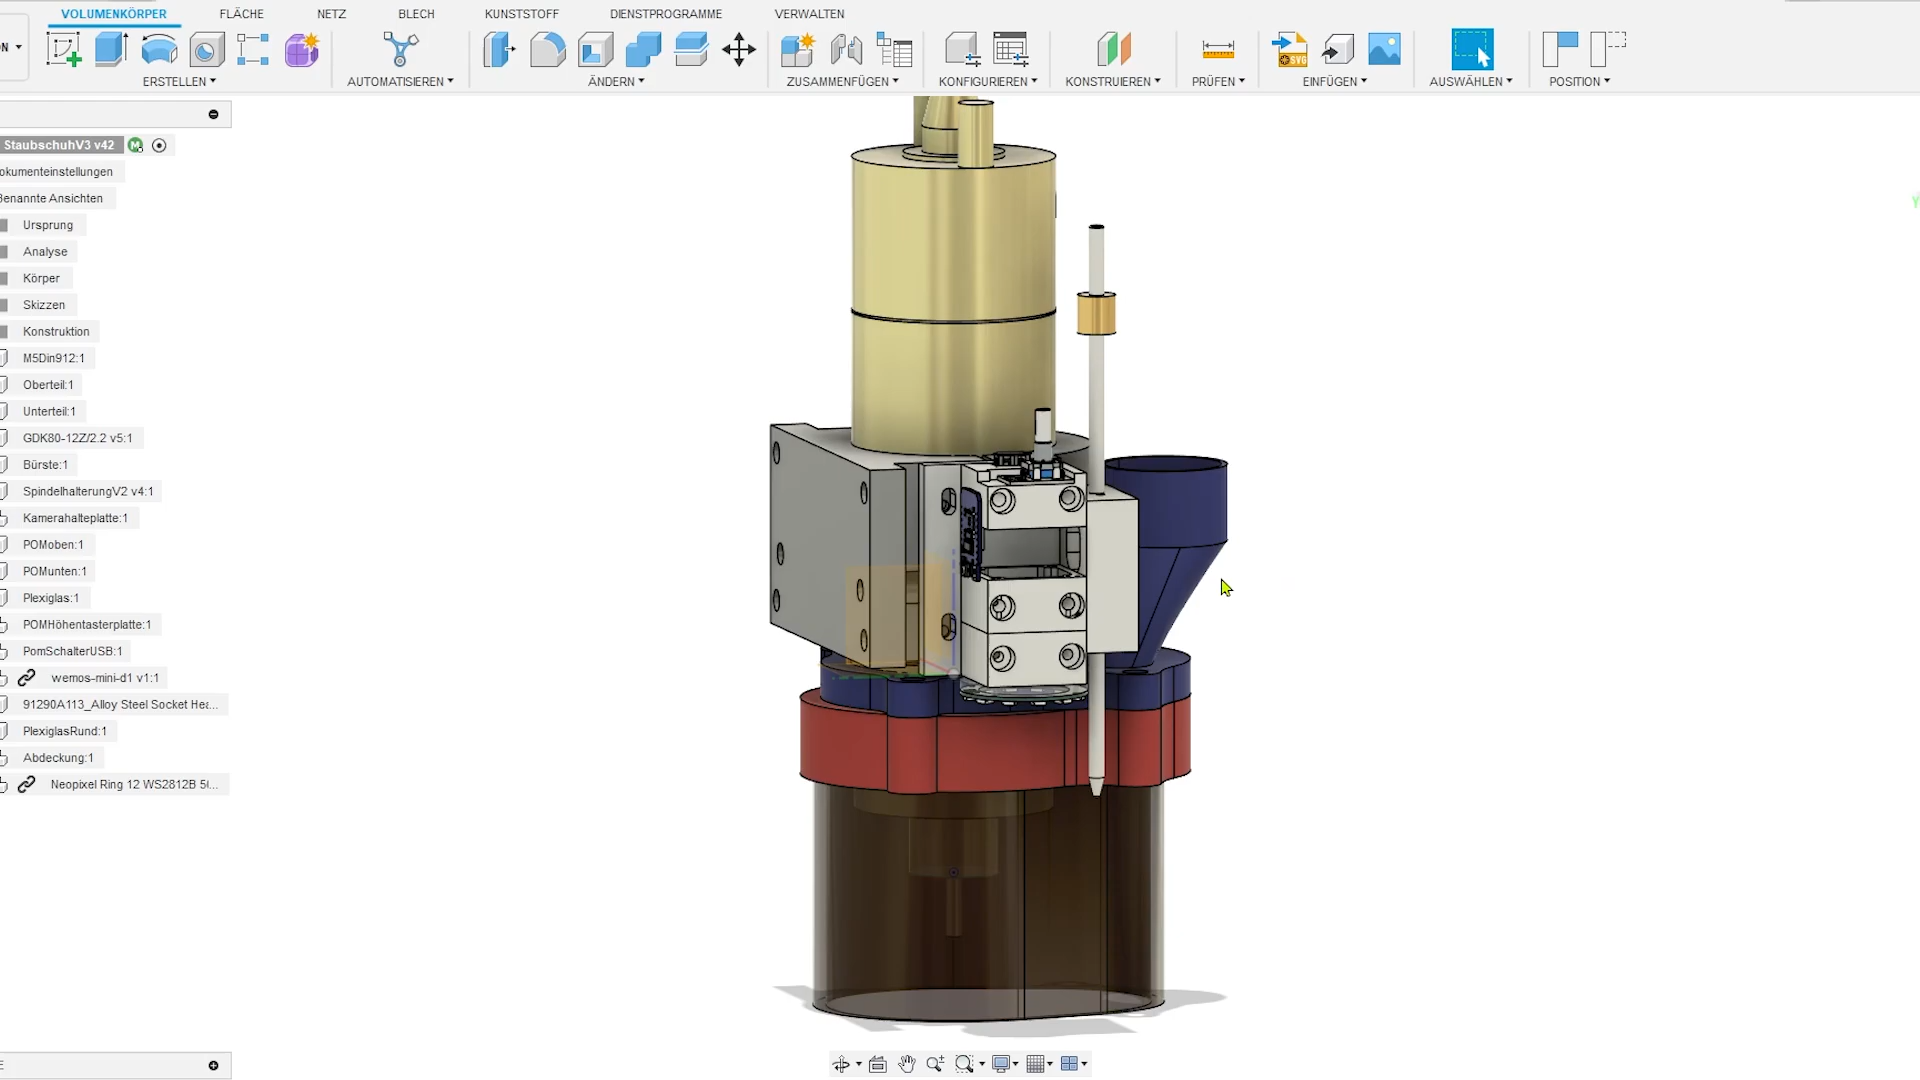 VOLUMENKÖRPER FLÄCHE NETZ BLECH KUNSTSTOFF DIENSTPROGRAMME VERWALTEN
ERSTELLEN AUTOMATISIEREN ÄNDERN ZUSAMMENFÜGEN KONFIGURIEREN KONSTRUIEREN PRÜFEN EINFÜGEN AUSWÄHLEN POSITION
StaubschuhV3 v42
okumenteinstellungen
Benannte Ansichten
Ursprung
Analyse
Körper
Skizzen
Konstruktion
M5Din912:1
Oberteil:1
Unterteil:1
GDK80-12Z/2.2 v5:1
Bürste:1
SpindelhalterungV2 v4:1
Kamerahalteplatte:1
POMoben:1
POMunten:1
Plexiglas:1
POMHöhentasterplatte:1
PomSchalterUSB:1
wemos-mini-d1 v1:1
91290A113_Alloy Steel Socket Hea...
PlexiglasRund:1
Abdeckung:1
Neopixel Ring 12 WS2812B 5(...